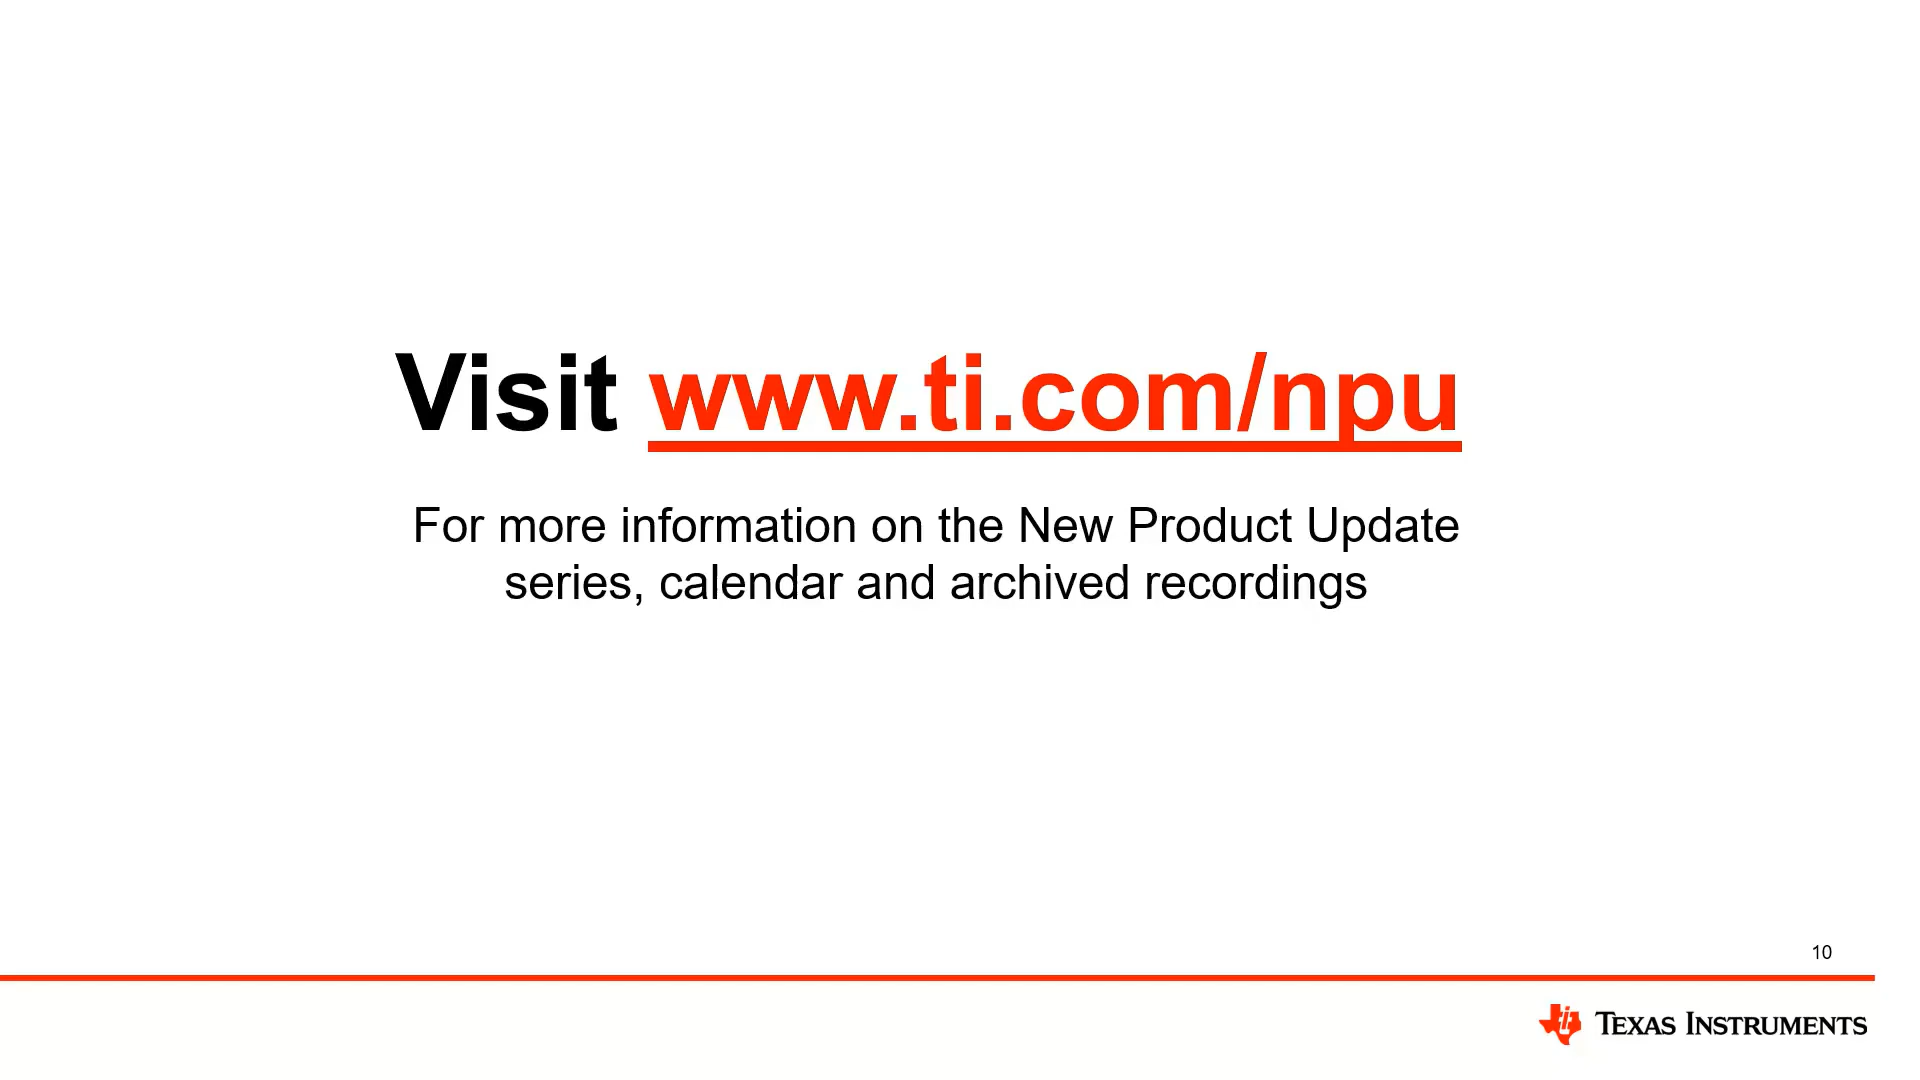 Visit www.ti.com/npu
For more information on the New Product Update
series, calendar and archived recordings
10
TEXAS INSTRUMENTS